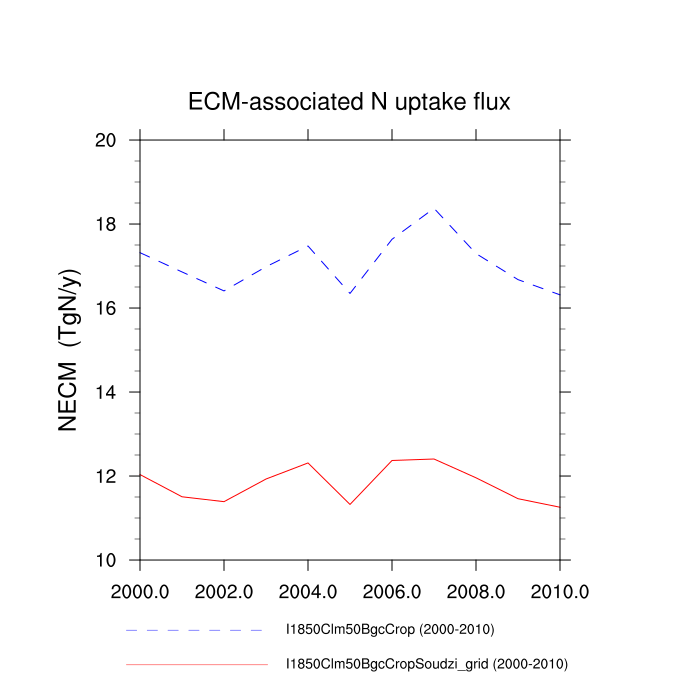 ECM-associated N uptake flux
20
18
16
14
12
10
NECM (TgN/y)
2000.0 2002.0 2004.0 2006.0 2008.0 2010.0
I1850Clm50BgcCrop (2000-2010)
I1850Clm50BgcCropSoudzi_grid (2000-2010)